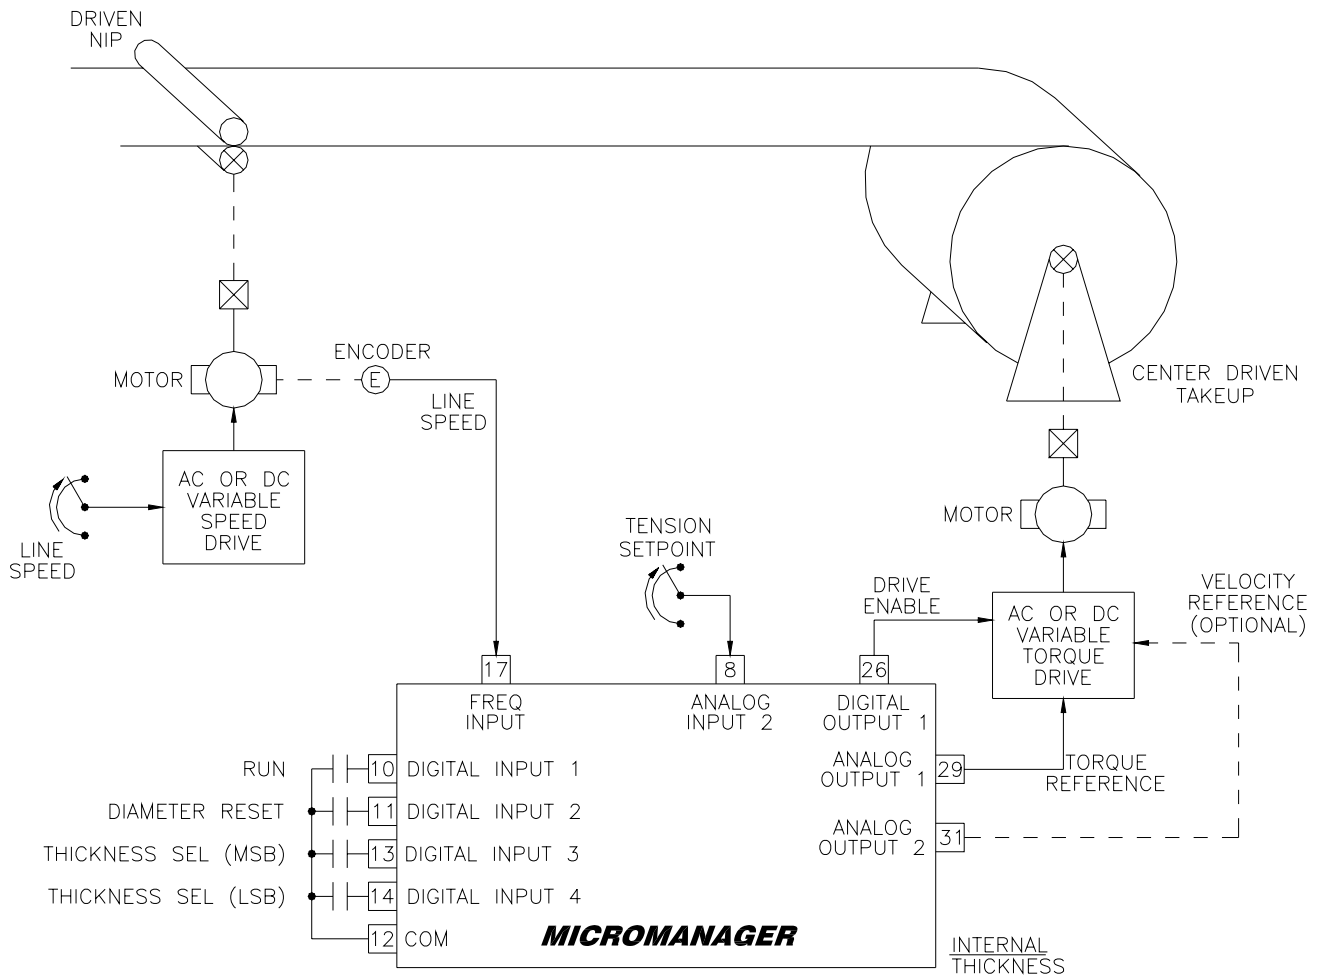 DRIVEN
NIP
ENCODER
MOTOR
E
LINE
SPEED
CENTER DRIVEN
TAKEUP
AC OR DC
VARIABLE
SPEED
DRIVE
LINE
SPEED
MOTOR
TENSION
SETPOINT
DRIVE
ENABLE
AC OR DC
VARIABLE
TORQUE
DRIVE
VELOCITY
REFERENCE
(OPTIONAL)
17
8
26
FREQ
INPUT
ANALOG
INPUT 2
DIGITAL
OUTPUT 1
RUN
10 DIGITAL INPUT 1
ANALOG
OUTPUT 1
29
TORQUE
REFERENCE
DIAMETER RESET
11 DIGITAL INPUT 2
ANALOG
OUTPUT 2
31
THICKNESS SEL (MSB)
13 DIGITAL INPUT 3
THICKNESS SEL (LSB)
14 DIGITAL INPUT 4
12 COM
MICROMANAGER
INTERNAL
THICKNESS